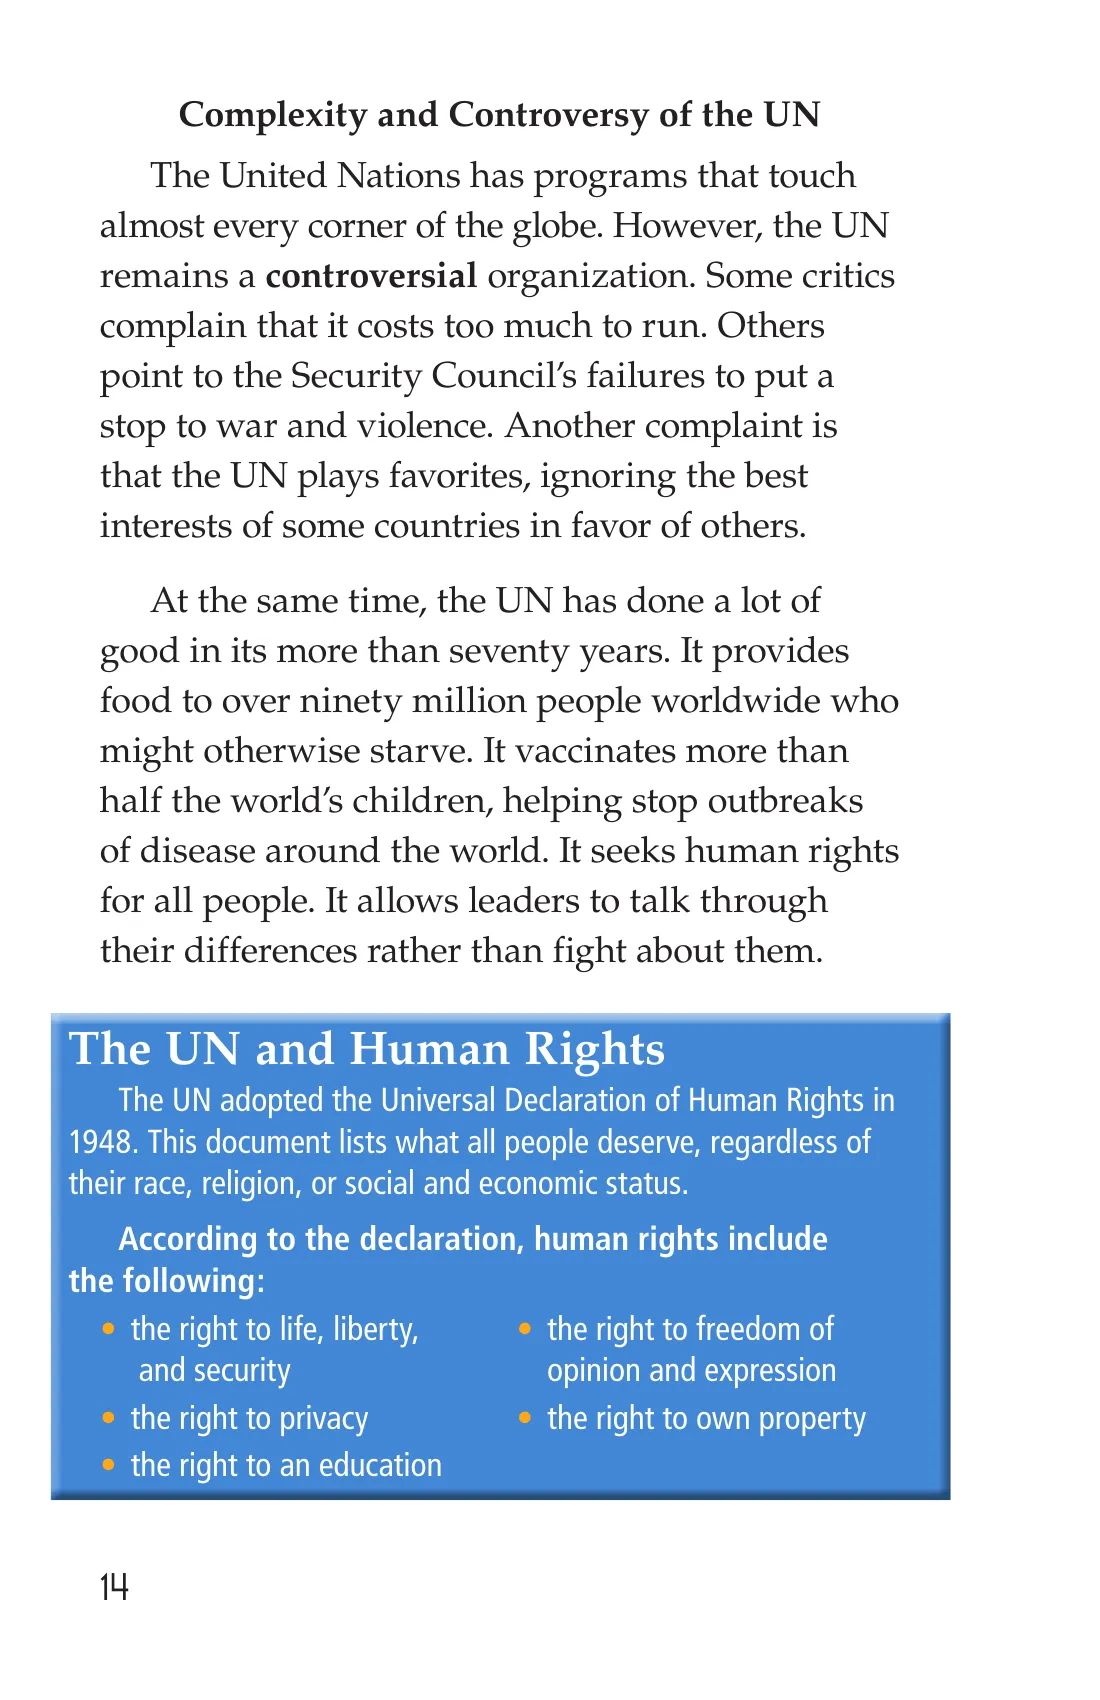 Complexity and Controversy of the UN
The United Nations has programs that touch
almost every corner of the globe. However, the UN
remains a controversial organization. Some critics
complain that it costs too much to run. Others
point to the Security Council’s failures to put a
stop to war and violence. Another complaint is
that the UN plays favorites, ignoring the best
interests of some countries in favor of others.
At the same time, the UN has done a lot of
good in its more than seventy years. It provides
food to over ninety million people worldwide who
might otherwise starve. It vaccinates more than
half the world’s children, helping stop outbreaks
of disease around the world. It seeks human rights
for all people. It allows leaders to talk through
their differences rather than fight about them.
The UN and Human Rights
The UN adopted the Universal Declaration of Human Rights in
1948. This document lists what all people deserve, regardless of
their race, religion, or social and economic status.
According to the declaration, human rights include
the following:
• the right to life, liberty,
and security
• the right to privacy
• the right to an education
• the right to freedom of
opinion and expression
• the right to own property
14